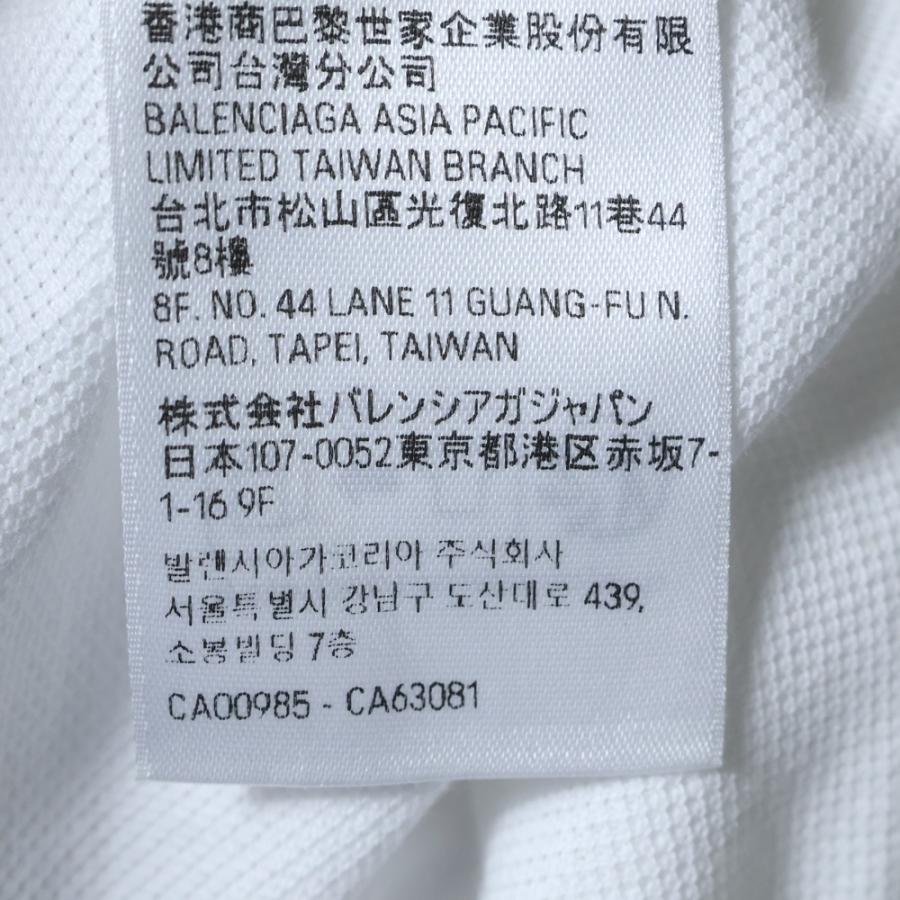 香港商巴黎世家企業股份有限
公司台灣分公司
BALENCIAGA ASIA PACIFIC
LIMITED TAIWAN BRANCH
台北市松山區光復北路11巷44
號8樓
8F. NO. 44 LANE 11 GUANG-FU N.
ROAD, TAPEI, TAIWAN
株式会社バレンシアガジャパン
日本107-0052東京都港区赤坂7-
1-16 9F
발렌시아가코리아 주식회사
서울특별시 강남구 도산대로 439,
소봉빌딩 7층
CA00985 - CA63081